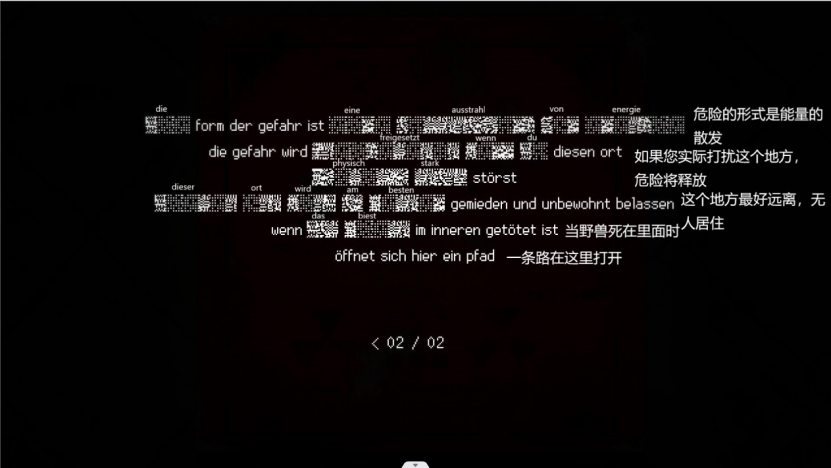 die eine ausstrahl von energie
form der gefahr ist 危险的形式是能量的散发
freigesetzt wenn du
die gefahr wird diesen ort 如果您实际打扰这个地方，
physisch stark
störst 危险将释放
dieser ort wird am besten
gemieden und unbewohnt belassen 这个地方最好远离，无人居住
das biest
wenn im inneren getötet ist 当野兽死在里面时
öffnet sich hier ein pfad 一条路在这里打开
< 02 / 02